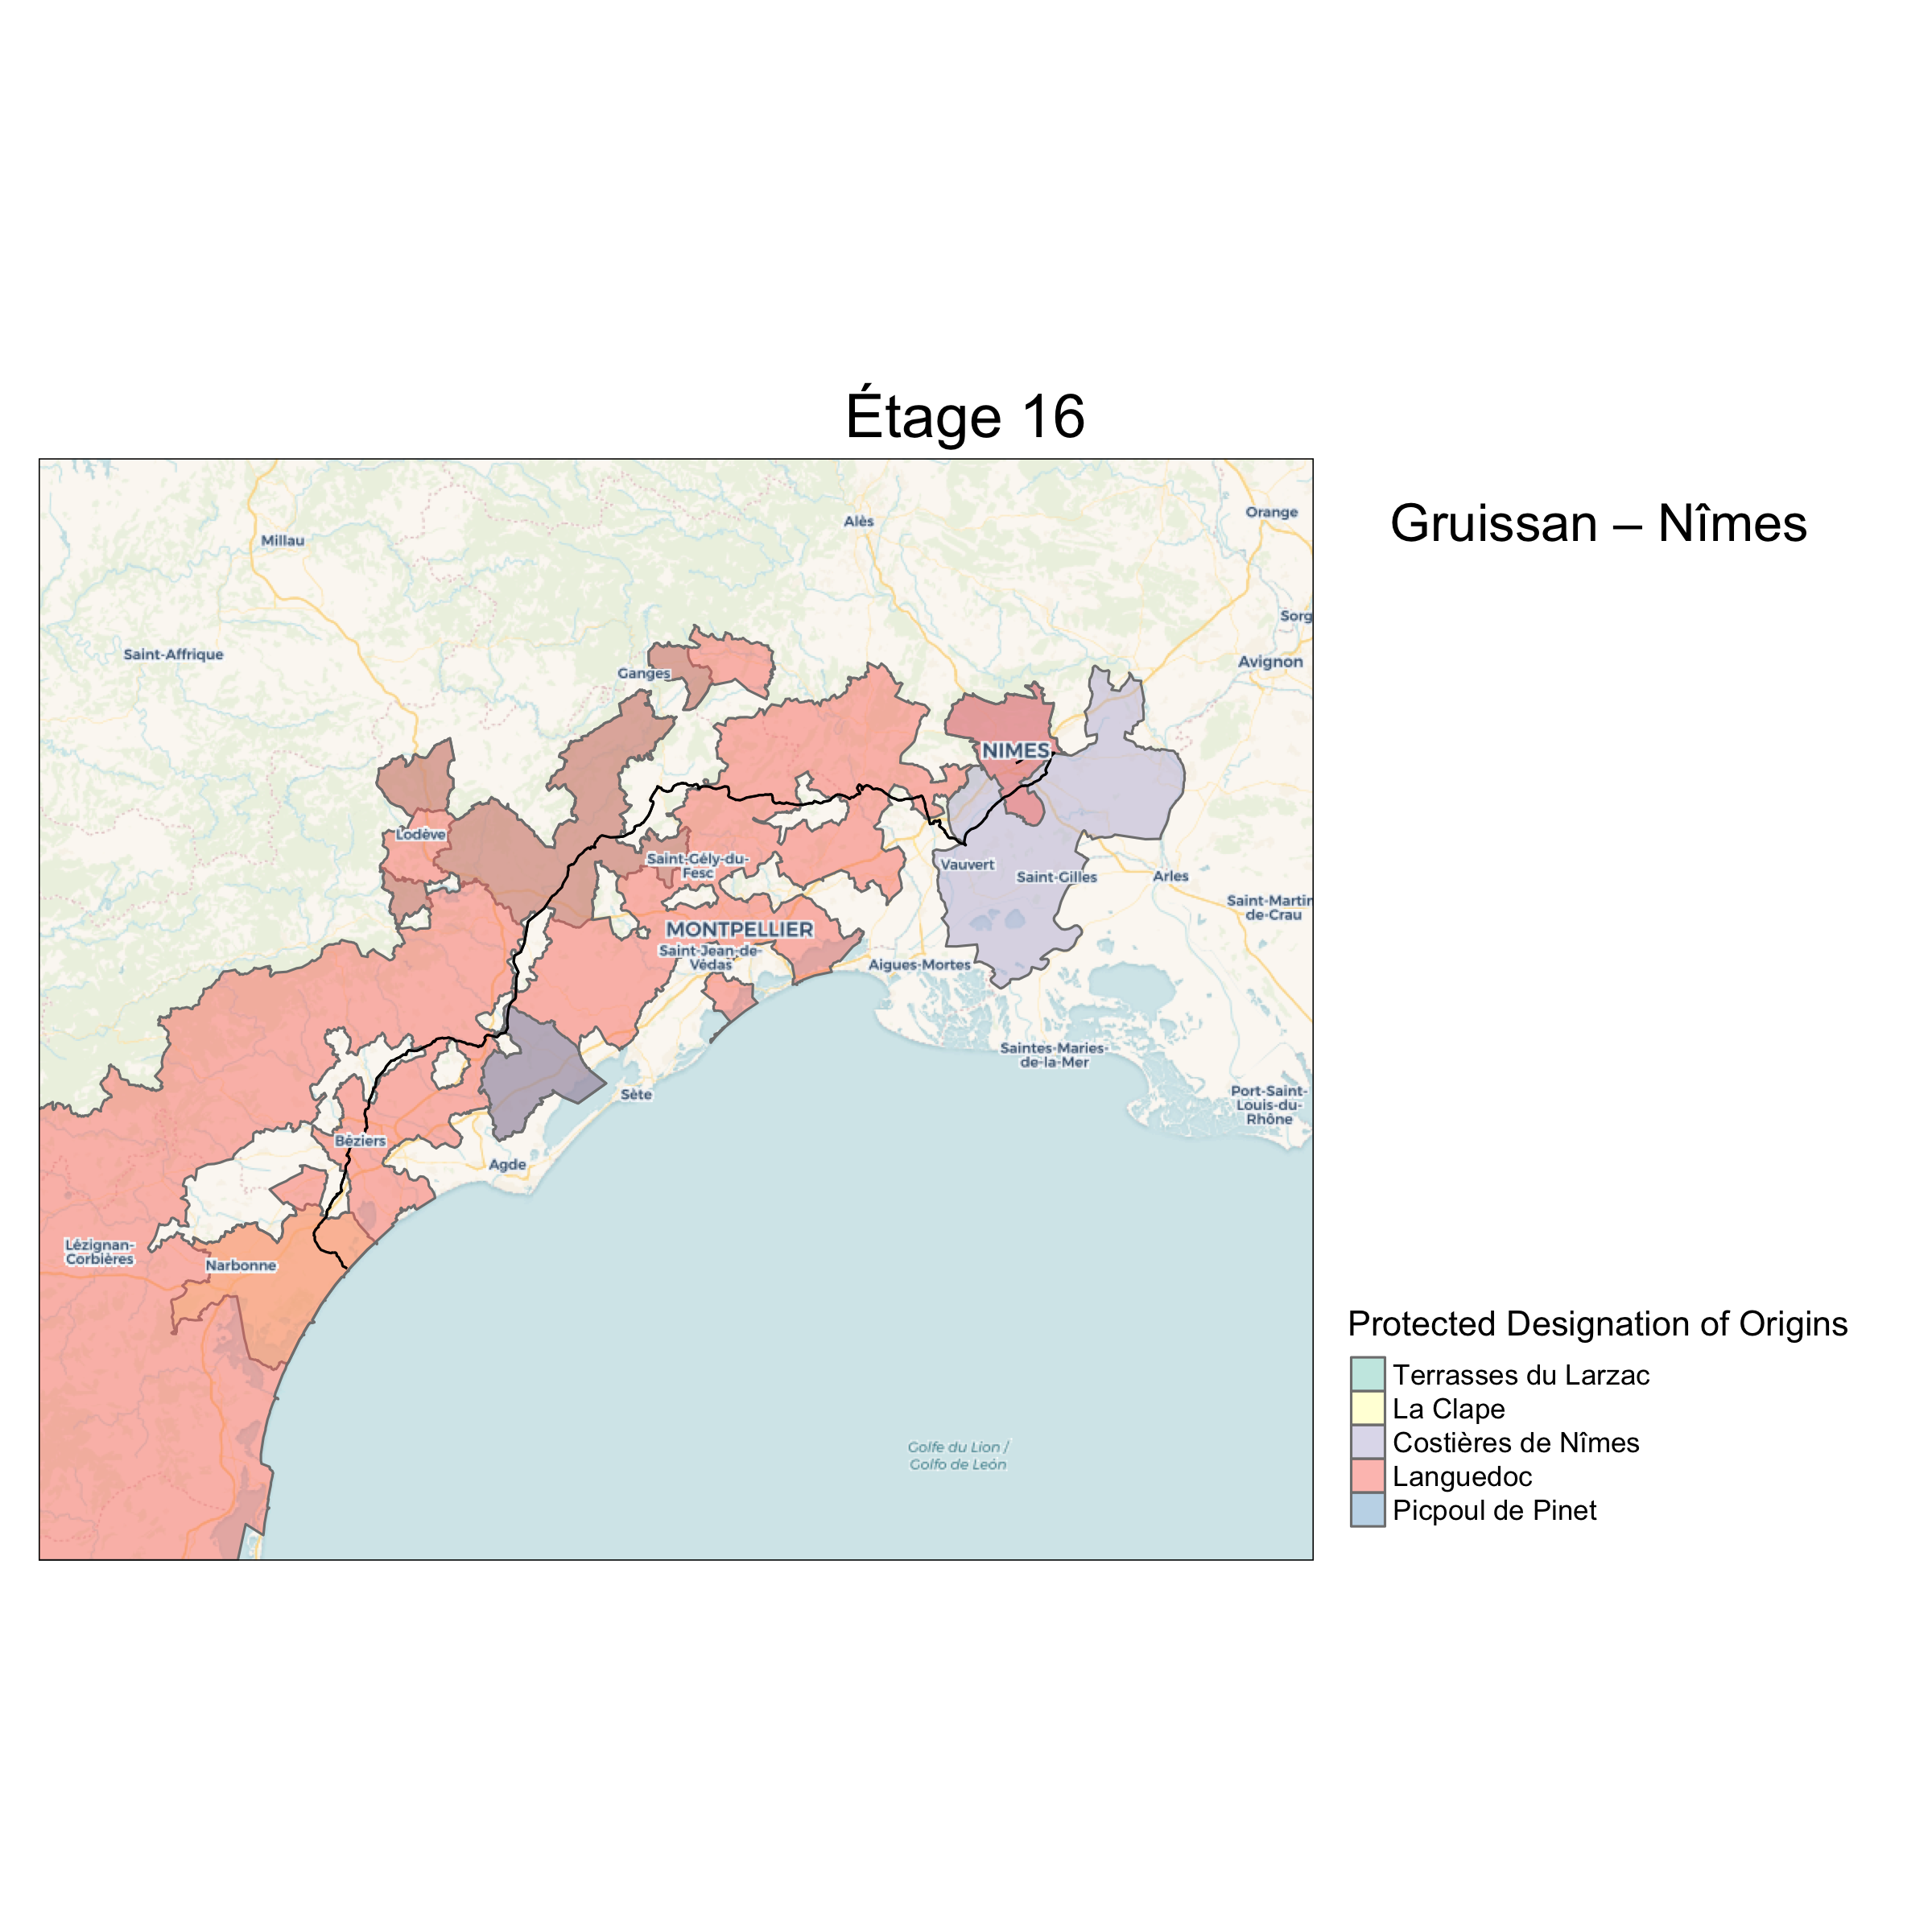 Étage 16
Gruissan – Nîmes
Orange
Alès
Millau
Sorg
Saint-Affrique
Avignon
Ganges
NIMES
Lodève
Saint-Gély-du-
Fesc
Vauvert
Saint-Gilles
Arles
Saint-Martin
de-Crau
MONTPELLIER
Saint-Jean-de-
Védas
Aigues-Mortes
Saintes-Maries-
de-la-Mer
Sète
Port-Saint-
Louis-du-
Rhône
Béziers
Agde
Lézignan-
Corbières
Narbonne
Golfe du Lion /
Golfo de León
Protected Designation of Origins
Terrasses du Larzac
La Clape
Costières de Nîmes
Languedoc
Picpoul de Pinet